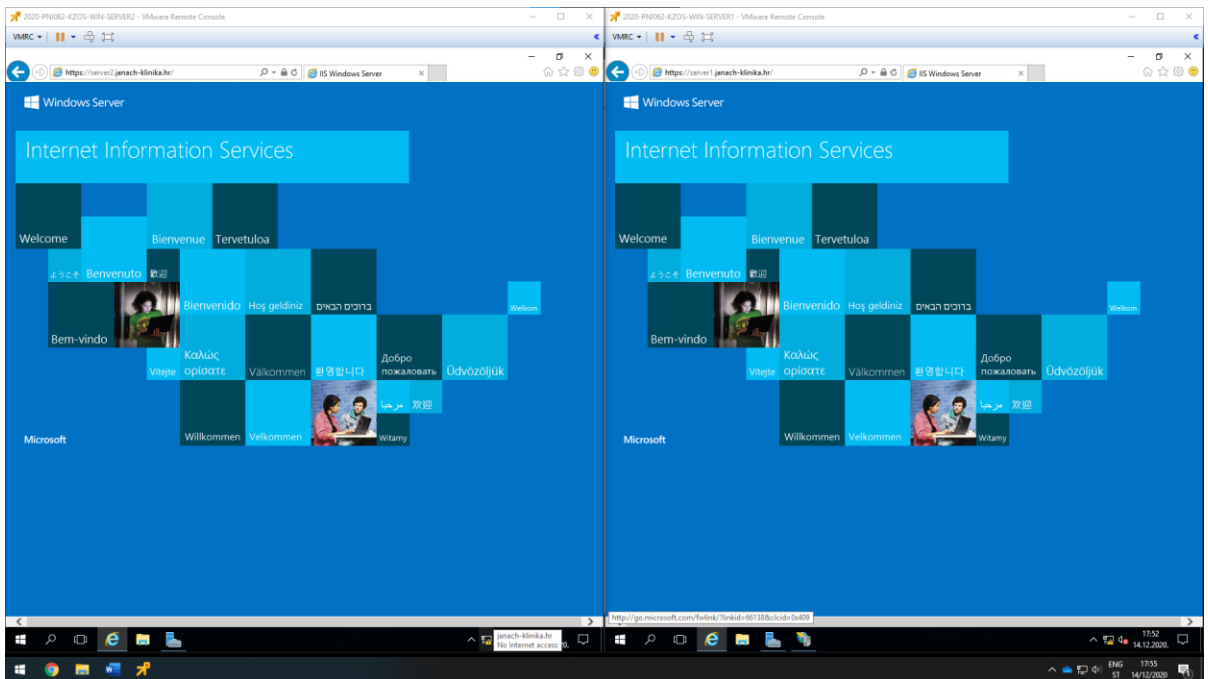 2020-PNI062-KZOS-WIN-SERVER2 - VMware Remote Console
VMRC
https://server2.janach-klinika.hr/
IIS Windows Server
Windows Server
Internet Information Services
Welcome
Bienvenue
Tervetuloa
ようこそ
Benvenuto
歡迎
Bienvenido
Hoş geldiniz
ברוכים הבאים
Welkom
Bem-vindo
Vítejte
Καλώς
ορίσατε
Välkommen
환영합니다
Добро
пожаловать
Üdvözöljük
مرحبا
欢迎
Microsoft
Willkommen
Velkommen
Witamy
janach-klinika.hr
No Internet access
0.
2020-PNI062-KZOS-WIN-SERVER1 - VMware Remote Console
VMRC
https://server1.janach-klinika.hr/
IIS Windows Server
Windows Server
Internet Information Services
Welcome
Bienvenue
Tervetuloa
ようこそ
Benvenuto
歡迎
Bienvenido
Hoş geldiniz
ברוכים הבאים
Welkom
Bem-vindo
Vítejte
Καλώς
ορίσατε
Välkommen
환영합니다
Добро
пожаловать
Üdvözöljük
مرحبا
欢迎
Microsoft
Willkommen
Velkommen
Witamy
http://go.microsoft.com/fwlink/?linkid=66138&clcid=0x409
17:52
14.12.2020.
ENG
ST
17:55
14/12/2020